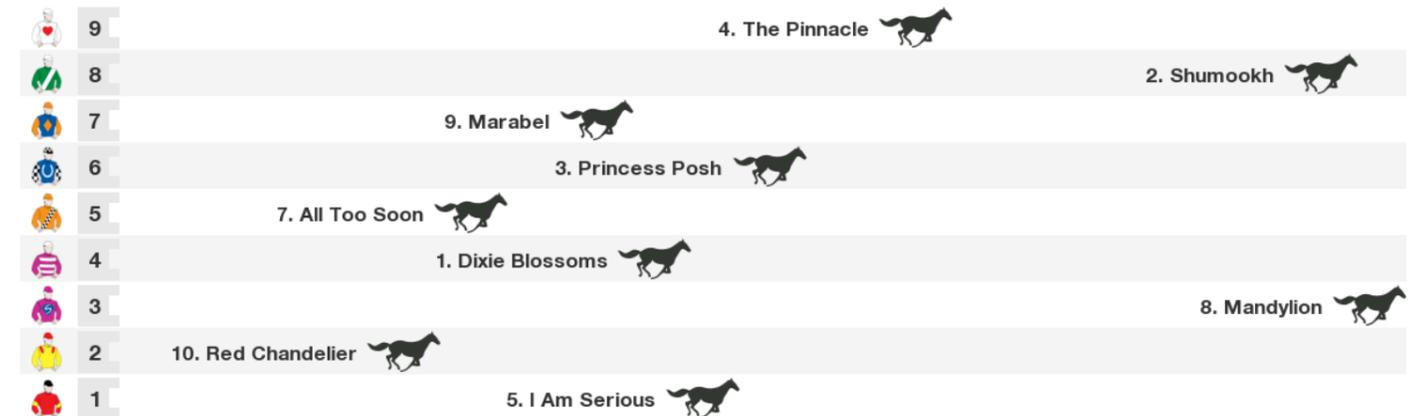 9 4. The Pinnacle
8 2. Shumookh
7 9. Marabel
6 3. Princess Posh
5 7. All Too Soon
4 1. Dixie Blossoms
3 8. Mandylion
2 10. Red Chandelier
1 5. I Am Serious